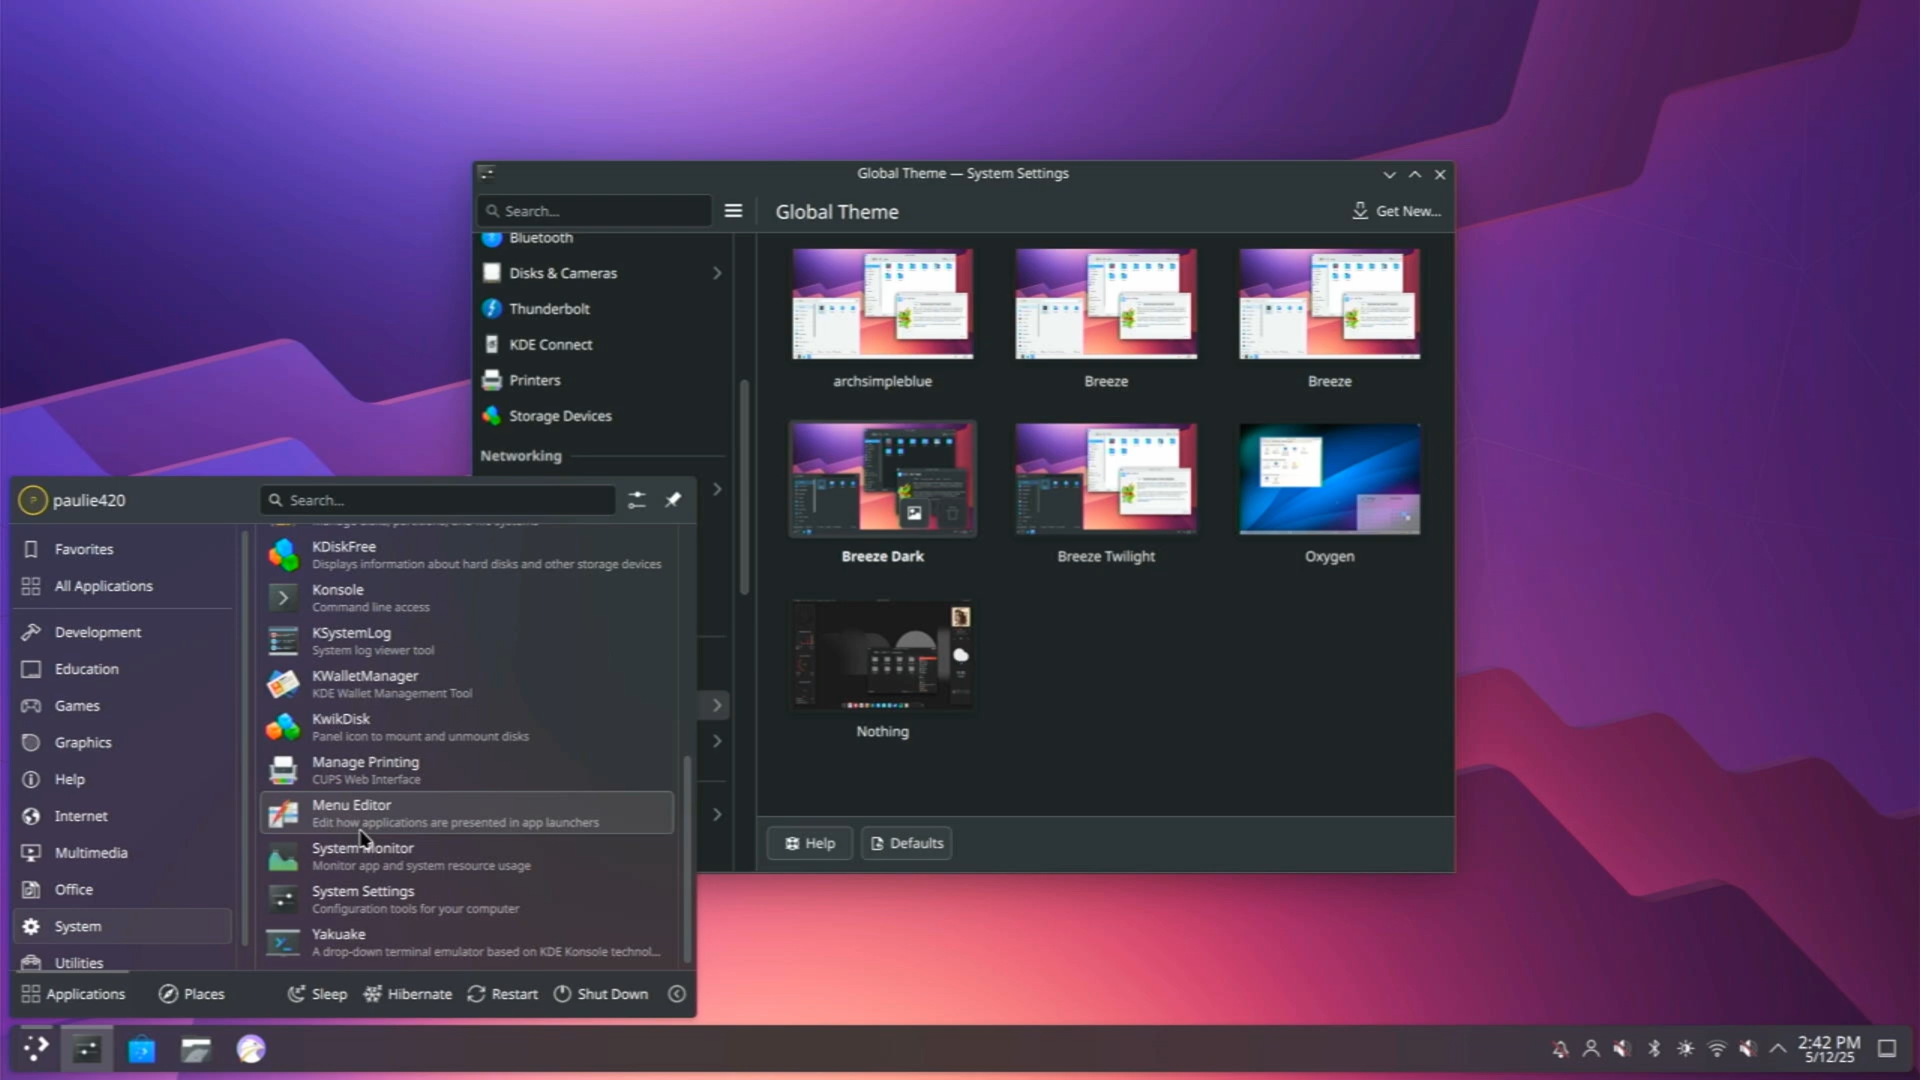 Global Theme — System Settings
Search...
Global Theme
Get New...
Bluetooth
Disks & Cameras
Thunderbolt
KDE Connect
Printers
Storage Devices
Networking
archsimpleblue
Breeze
Breeze
Breeze Dark
Breeze Twilight
Oxygen
Nothing
Help
Defaults
paulie420
Search...
Favorites
All Applications
Development
Education
Games
Graphics
Help
Internet
Multimedia
Office
System
Utilities
KDiskFree
Displays information about hard disks and other storage devices
Konsole
Command line access
KSystemLog
System log viewer tool
KWalletManager
KDE Wallet Management Tool
KwikDisk
Panel icon to mount and unmount disks
Manage Printing
CUPS Web Interface
Menu Editor
Edit how applications are presented in app launchers
System Monitor
Monitor app and system resource usage
System Settings
Configuration tools for your computer
Yakuake
A drop-down terminal emulator based on KDE Konsole technol...
Applications
Places
Sleep
Hibernate
Restart
Shut Down
2:42 PM
5/12/25